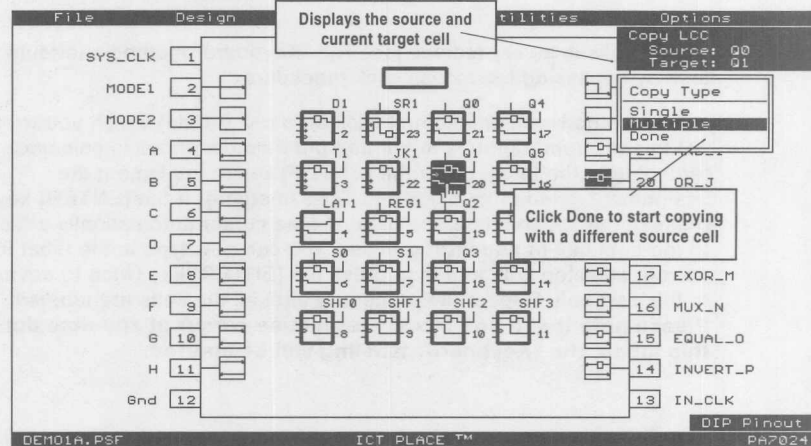 File Design tilities Options
Displays the source and
current target cell
Copy LCC
Source: Q0
Target: Q1
Copy Type
Single
Multiple
Done
SYS_CLK 1
MODE1 2
MODE2 3
A 4
B 5
C 6
D 7
E 8
F 9
G 10
H 11
Gnd 12
D1 SR1 Q0 Q4
2 23 21 17
T1 JK1 Q1 Q5
3 22 20 16
LAT1 REG1 Q2
4 5 19
S0 S1 Q3
6 7 18 14
SHF0 SHF1 SHF2 SHF3
8 9 10 11
20 OR_J
Click Done to start copying
with a different source cell
17 EXOR_M
16 MUX_N
15 EQUAL_O
14 INVERT_P
13 IN_CLK
DIP Pinout
DEMO1A.PSF ICT PLACE ™ PA7024